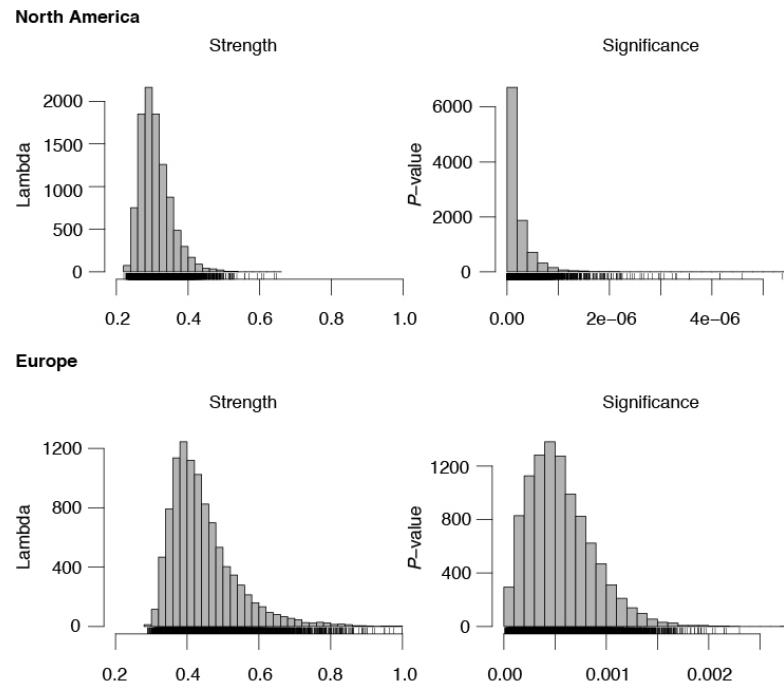 North America
Strength
Significance
Lambda
2000
1500
1000
500
0
0.2 0.4 0.6 0.8 1.0
P-value
6000
4000
2000
0
0.00 2e-06 4e-06
Europe
Strength
Significance
Lambda
1200
800
400
0
0.2 0.4 0.6 0.8 1.0
P-value
1200
800
400
0
0.00 0.001 0.002